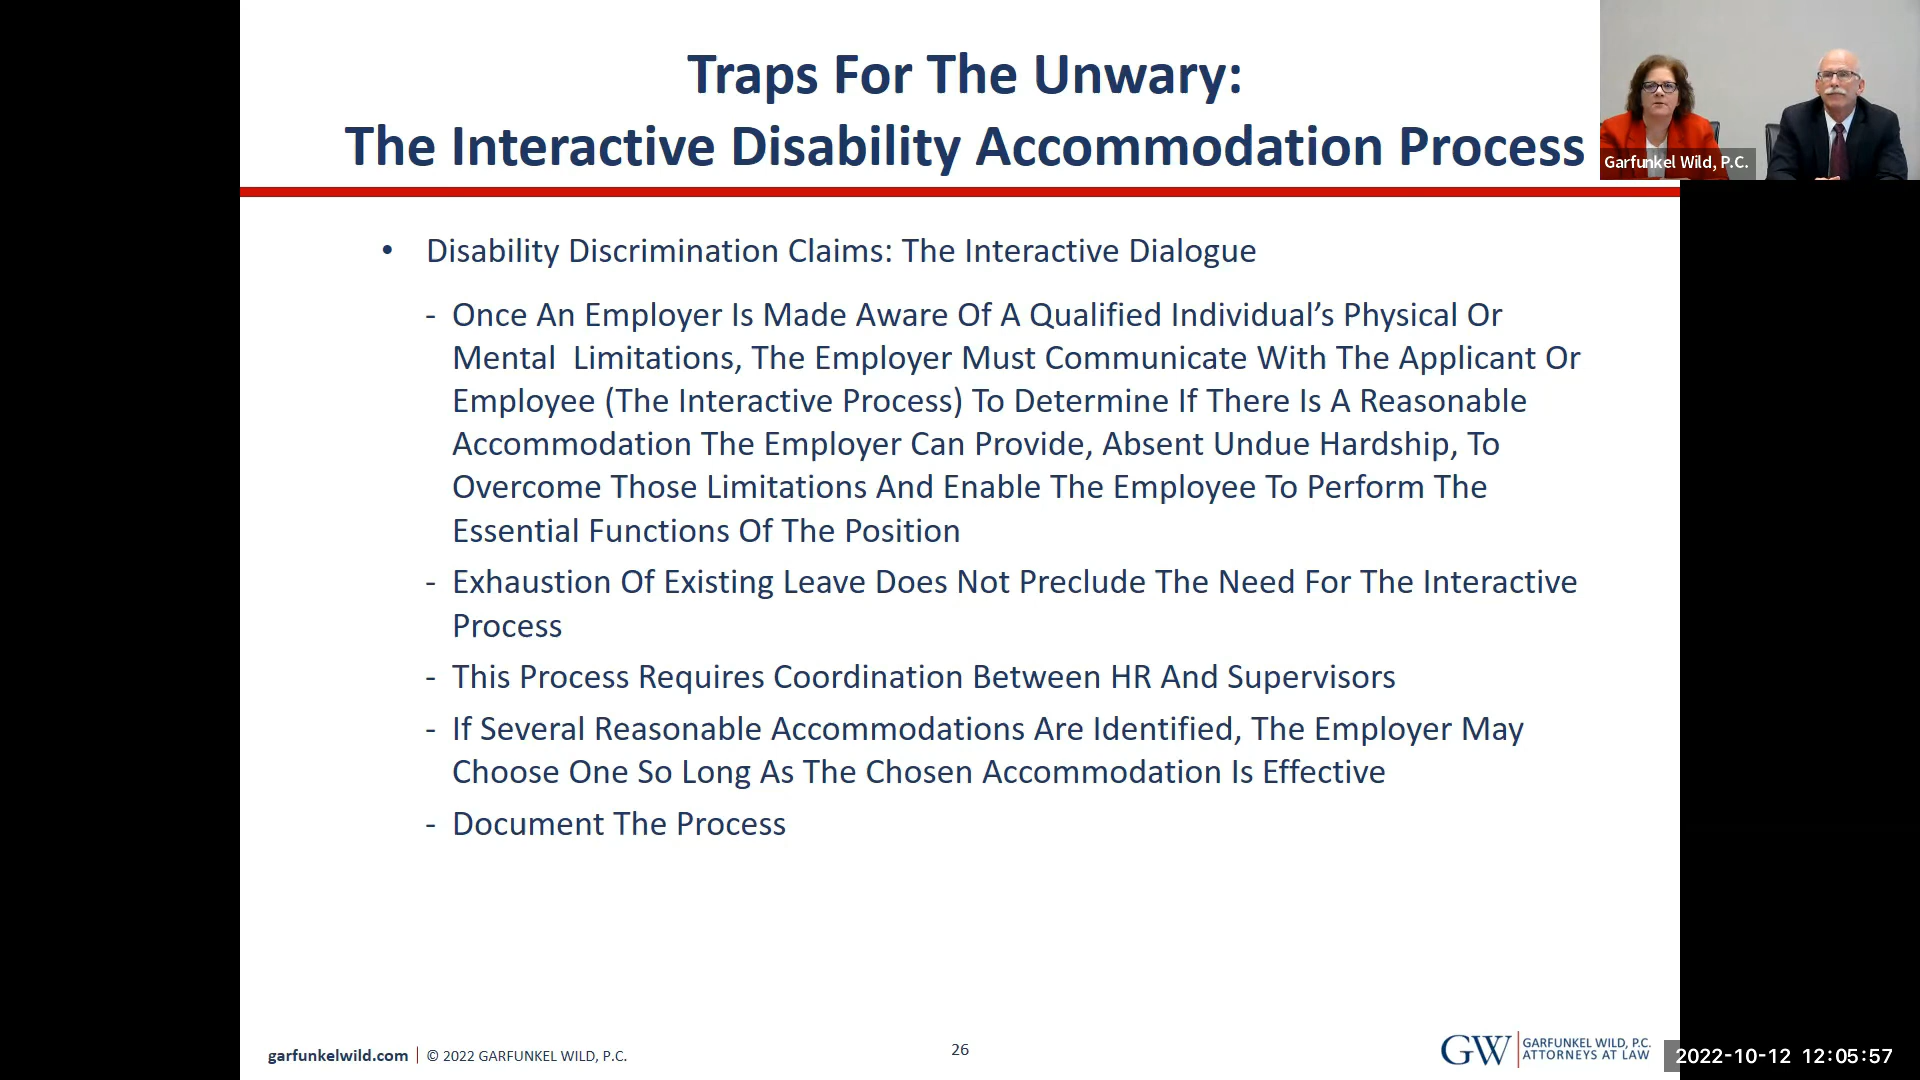 Traps For The Unwary:
The Interactive Disability Accommodation Process
Garfunkel Wild, P.C.
• Disability Discrimination Claims: The Interactive Dialogue
- Once An Employer Is Made Aware Of A Qualified Individual’s Physical Or
Mental Limitations, The Employer Must Communicate With The Applicant Or
Employee (The Interactive Process) To Determine If There Is A Reasonable
Accommodation The Employer Can Provide, Absent Undue Hardship, To
Overcome Those Limitations And Enable The Employee To Perform The
Essential Functions Of The Position
- Exhaustion Of Existing Leave Does Not Preclude The Need For The Interactive
Process
- This Process Requires Coordination Between HR And Supervisors
- If Several Reasonable Accommodations Are Identified, The Employer May
Choose One So Long As The Chosen Accommodation Is Effective
- Document The Process
garfunkelwild.com | © 2022 GARFUNKEL WILD, P.C.
26
GW GARFUNKEL WILD, P.C.
ATTORNEYS AT LAW
2022-10-12 12:05:57